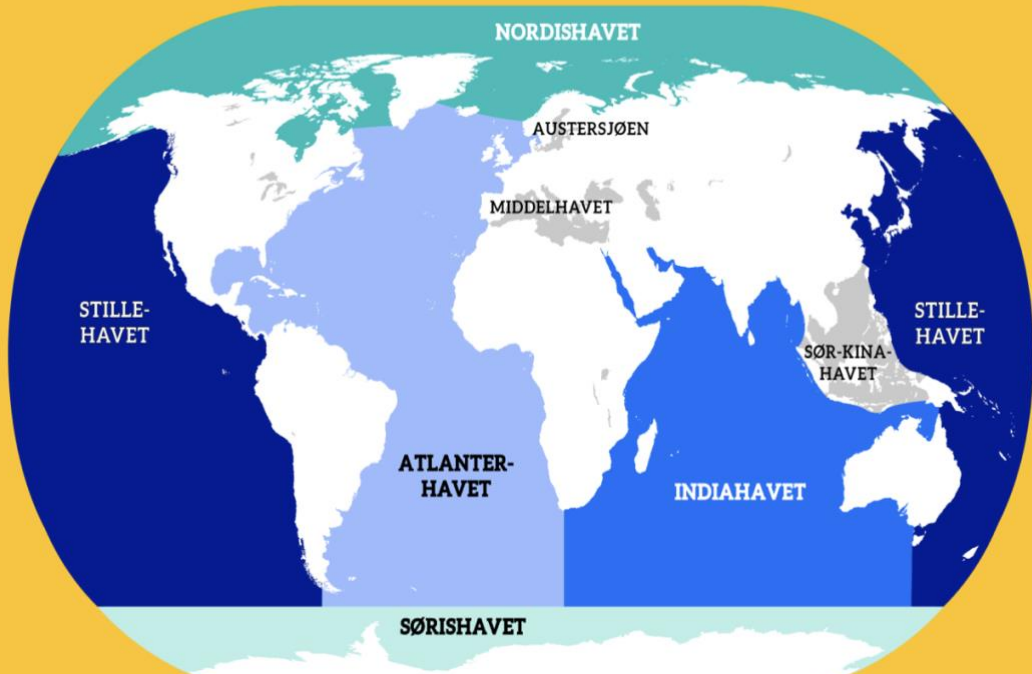 NORDISHAVET
AUSTERSJØEN
MIDDELHAVET
STILLE-
HAVET
STILLE-
HAVET
SØR-KINA-
HAVET
ATLANTER-
HAVET
INDIAHAVET
SØRISHAVET